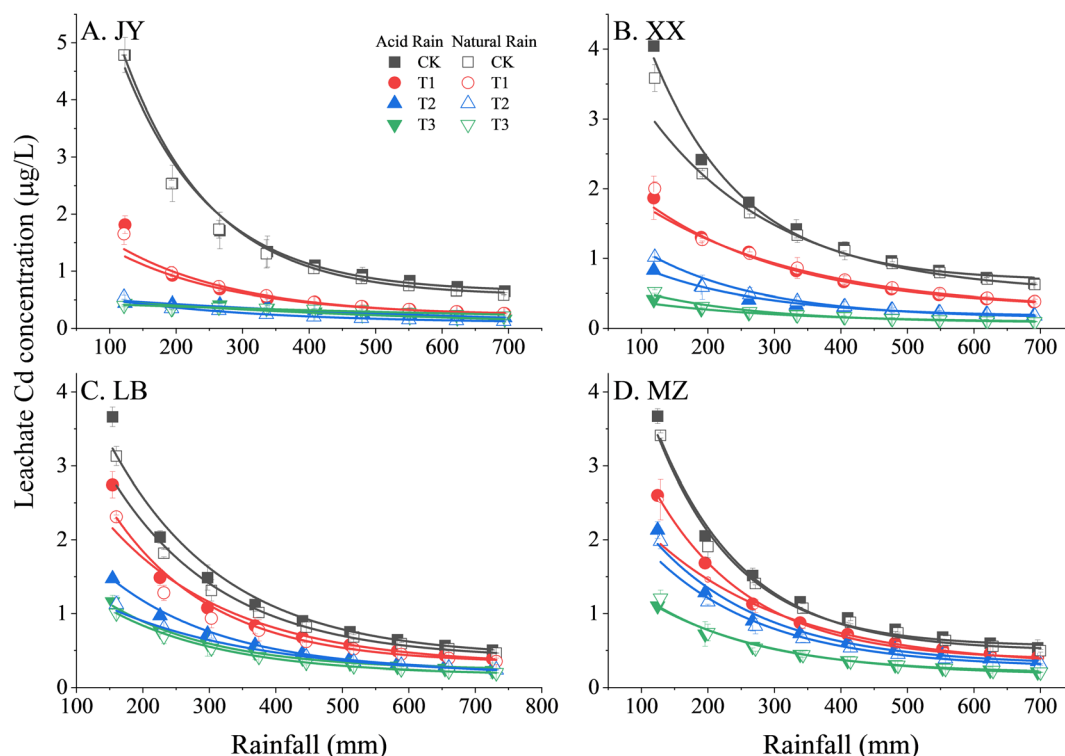 A. JY
Acid Rain Natural Rain
CK CK
T1 T1
T2 T2
T3 T3
5
4
3
2
1
0
100 200 300 400 500 600 700
B. XX
4
3
2
1
0
100 200 300 400 500 600 700
Leachate Cd concentration (µg/L)
C. LB
4
3
2
1
0
100 200 300 400 500 600 700 800
Rainfall (mm)
D. MZ
4
3
2
1
0
100 200 300 400 500 600 700
Rainfall (mm)